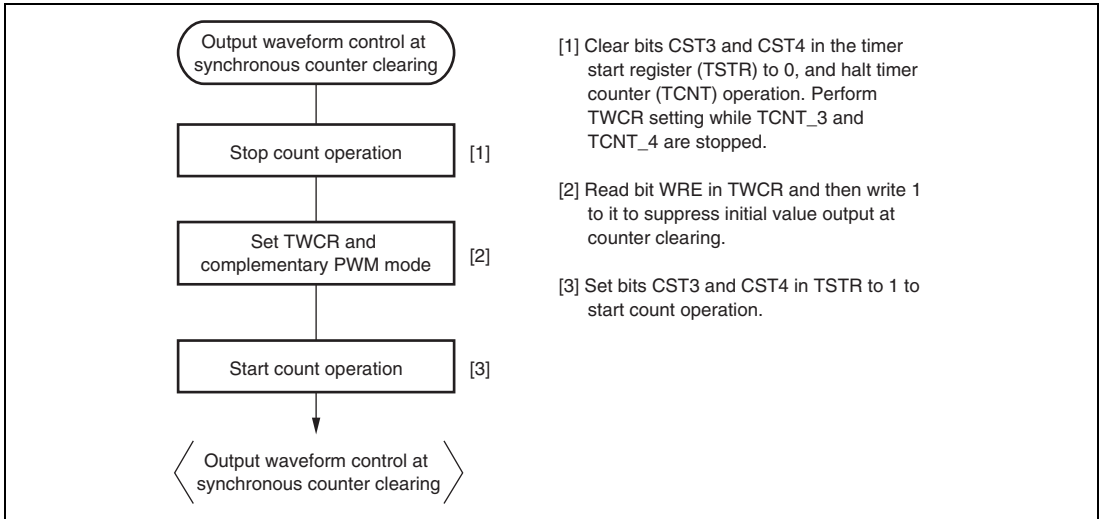 Output waveform control at
synchronous counter clearing
Stop count operation
[1]
Set TWCR and
complementary PWM mode
[2]
Start count operation
[3]
Output waveform control at
synchronous counter clearing
[1] Clear bits CST3 and CST4 in the timer
start register (TSTR) to 0, and halt timer
counter (TCNT) operation. Perform
TWCR setting while TCNT_3 and
TCNT_4 are stopped.
[2] Read bit WRE in TWCR and then write 1
to it to suppress initial value output at
counter clearing.
[3] Set bits CST3 and CST4 in TSTR to 1 to
start count operation.